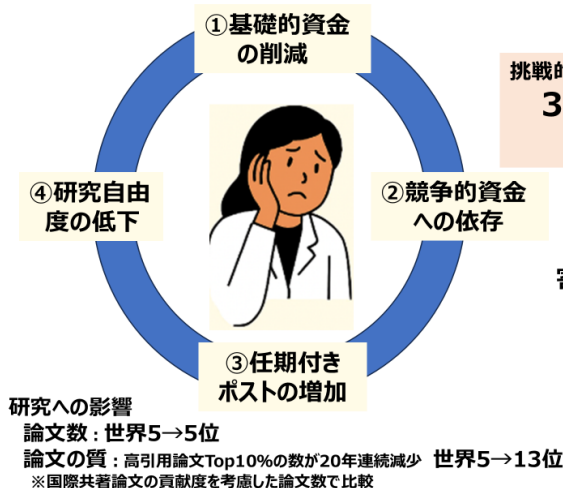 ①基礎的資金
の削減
挑戦的
3
④研究自由
度の低下
②競争的資金
への依存
③任期付き
ポストの増加
研究への影響
論文数：世界5→5位
論文の質：高引用論文Top10%の数が20年連続減少 世界5→13位
※国際共著論文の貢献度を考慮した論文数で比較